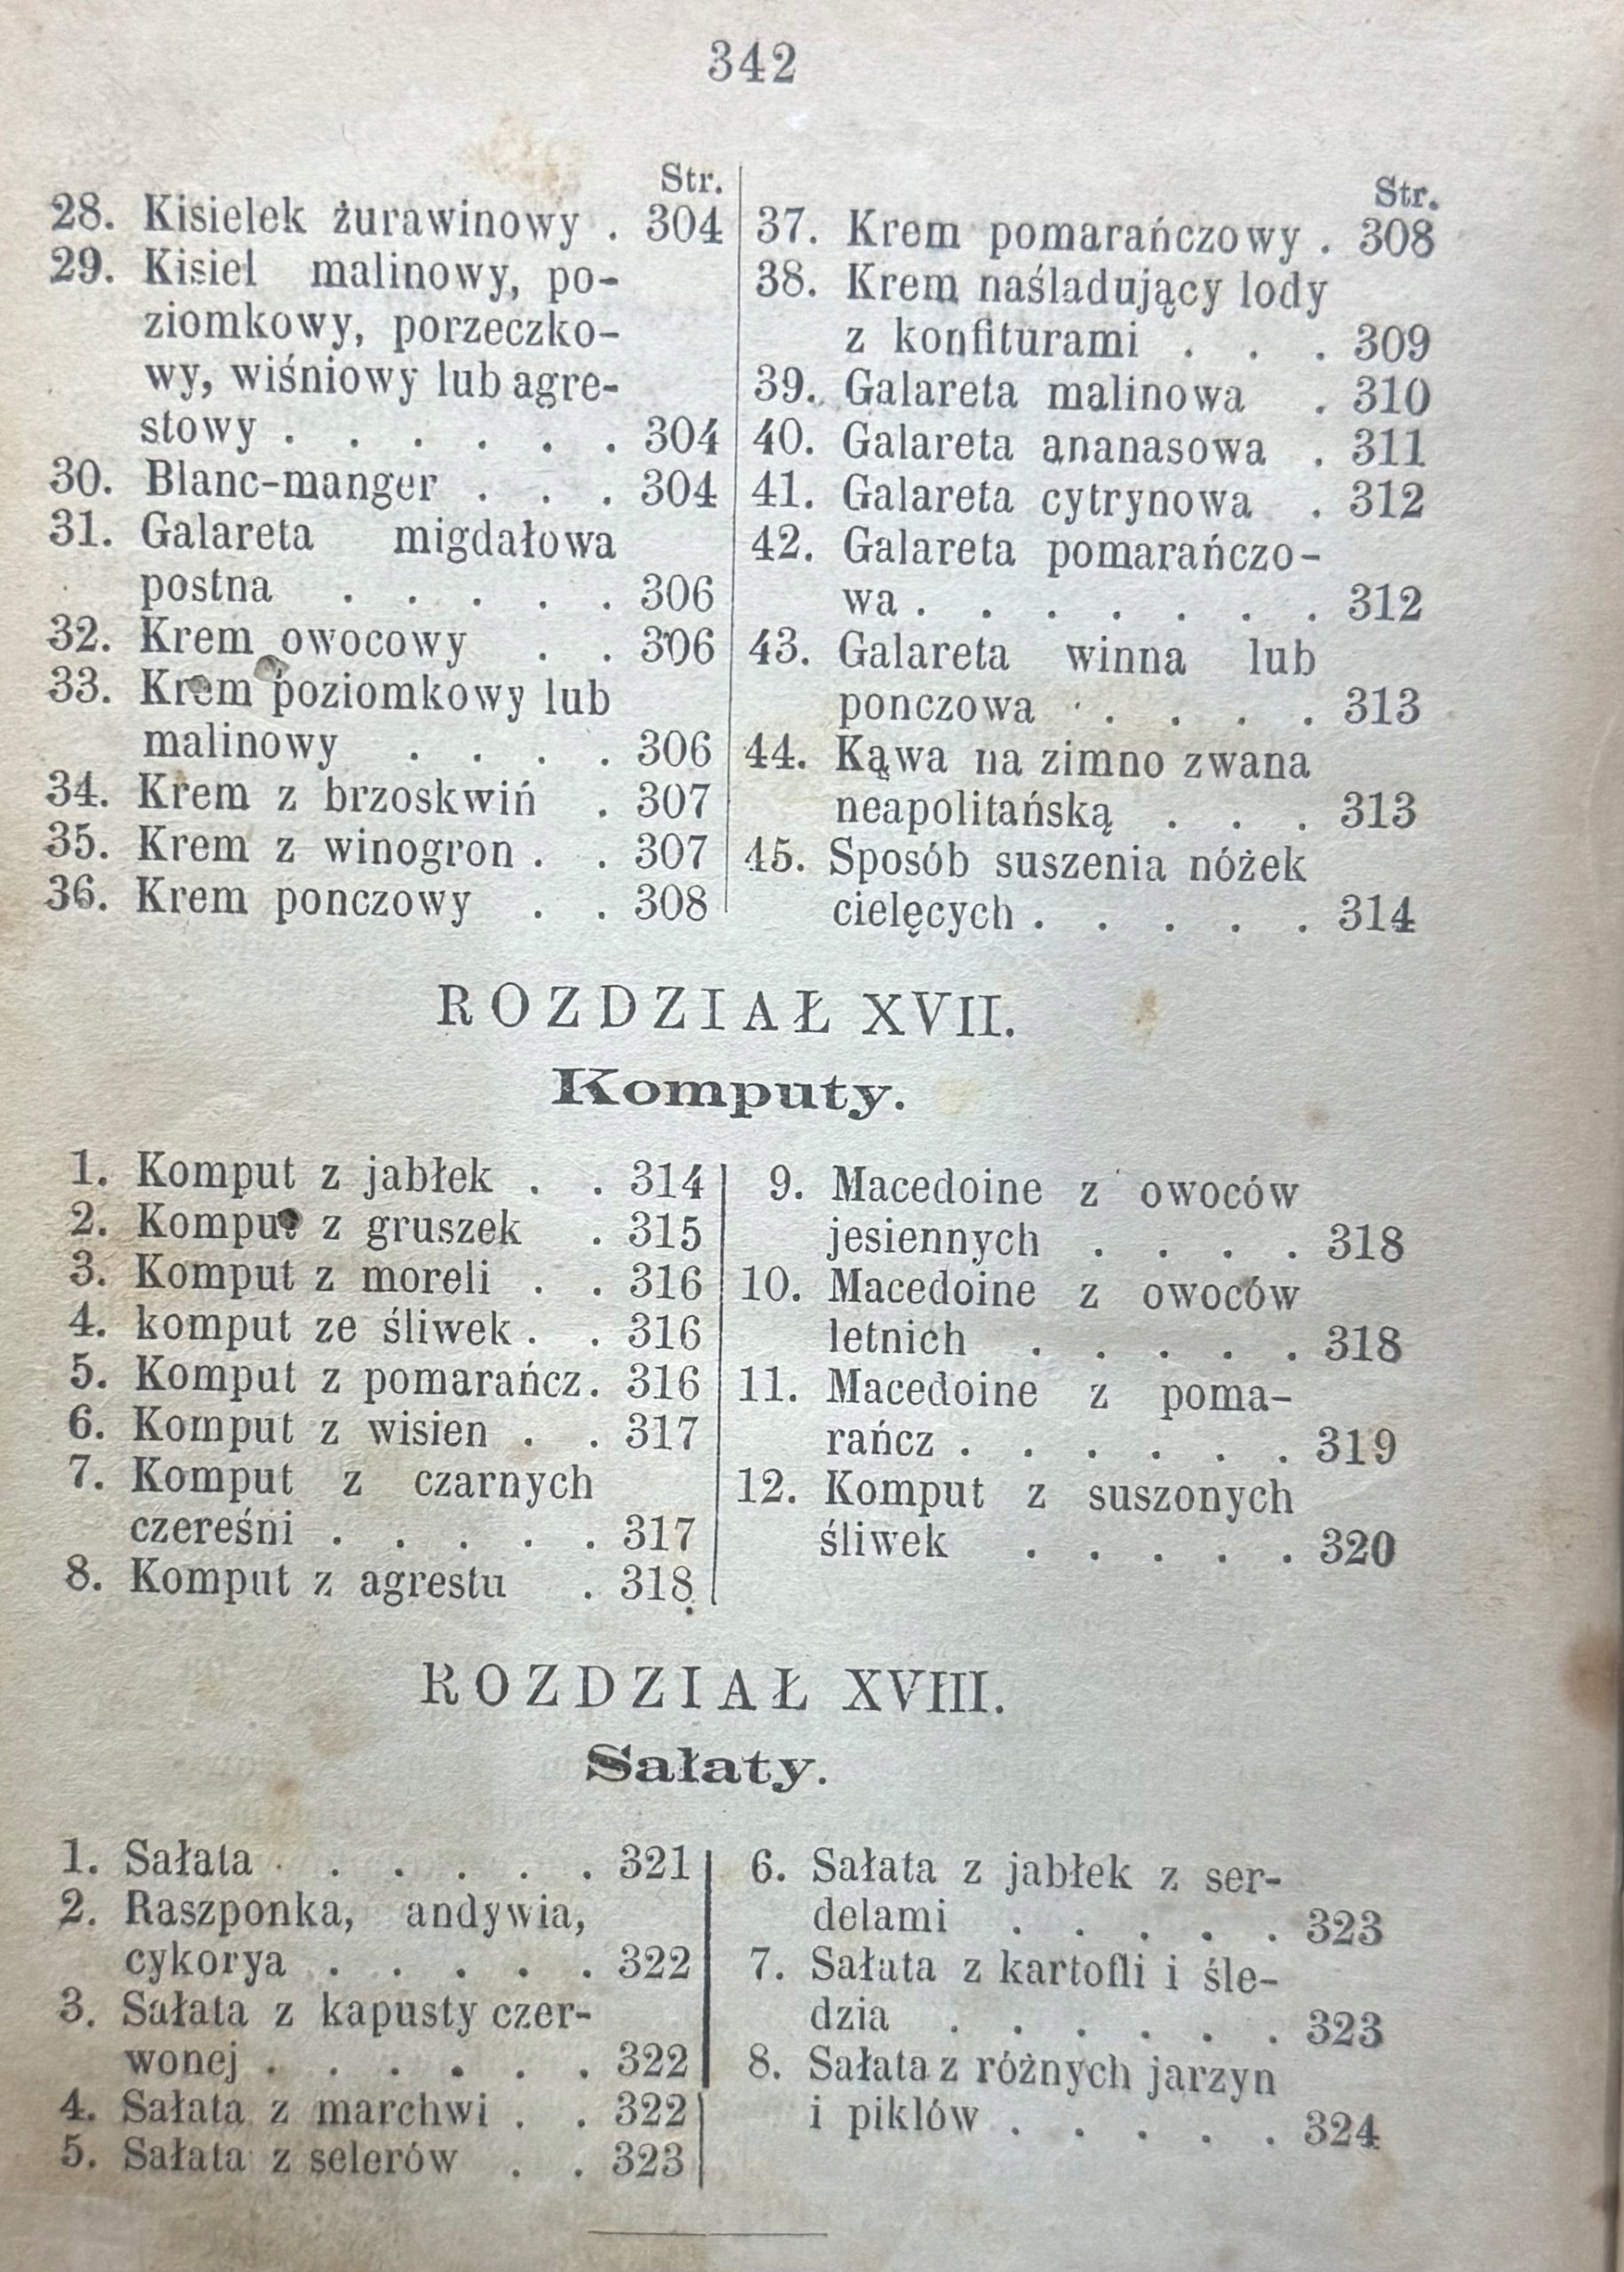 342
Str.
28. Kisielek żurawinowy . 304
29. Kisiel malinowy, po-
ziomkowy, porzeczko-
wy, wiśniowy lub agre-
stowy . . . . . . 304
30. Blanc-manger . . . 304
31. Galareta migdałowa
postna . . . . . 306
32. Krem owocowy . . 306
33. Krem poziomkowy lub
malinowy . . . . 306
34. Krem z brzoskwiń . 307
35. Krem z winogron . . 307
36. Krem ponczowy . . 308
Str.
37. Krem pomarańczowy . 308
38. Krem naśladujący lody
z konfiturami . . . 309
39. Galareta malinowa . 310
40. Galareta ananasowa . 311
41. Galareta cytrynowa . 312
42. Galareta pomarańczo-
wa . . . . . . . 312
43. Galareta winna lub
ponczowa . . . . 313
44. Kąwa na zimno zwana
neapolitańską . . . 313
45. Sposób suszenia nóżek
cielęcych . . . . . 314
ROZDZIAŁ XVII.
Komputy.
1. Komput z jabłek . . 314
2. Komput z gruszek . 315
3. Komput z moreli . . 316
4. komput ze śliwek . . 316
5. Komput z pomarańcz. 316
6. Komput z wisien . . 317
7. Komput z czarnych
czereśni . . . . . 317
8. Komput z agrestu . 318
9. Macedoine z owoców
jesiennych . . . . 318
10. Macedoine z owoców
letnich . . . . . 318
11. Macedoine z poma-
rańcz . . . . . . 319
12. Komput z suszonych
śliwek . . . . . 320
ROZDZIAŁ XVIII.
Sałaty.
1. Sałata . . . . . . 321
2. Raszponka, andywia,
cykorya . . . . . 322
3. Sałata z kapusty czer-
wonej . . . . . . 322
4. Sałata z marchwi . . 322
5. Sałata z selerów . . 323
6. Sałata z jabłek z ser-
delami . . . . . 323
7. Sałata z kartofli i śle-
dzia . . . . . . 323
8. Sałata z różnych jarzyn
i piklów . . . . . 324